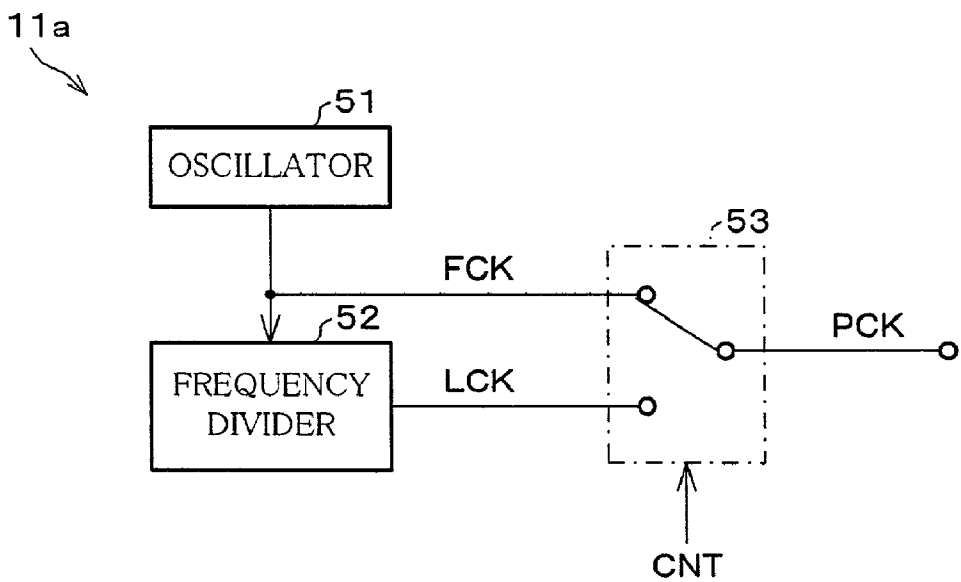 11a
51
OSCILLATOR
53
FCK
52
PCK
FREQUENCY
DIVIDER
LCK
CNT